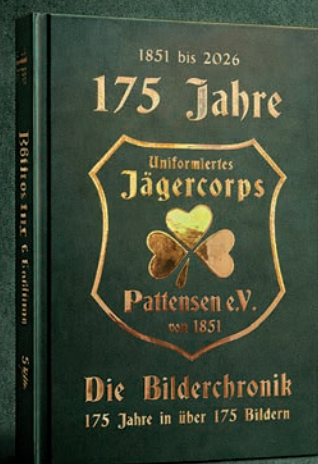 1851 bis 2026
175 Jahre
Uniformiertes
Jägercorps
Pattensen e.V.
von 1851
Die Bilderchronik
175 Jahre in über 175 Bildern